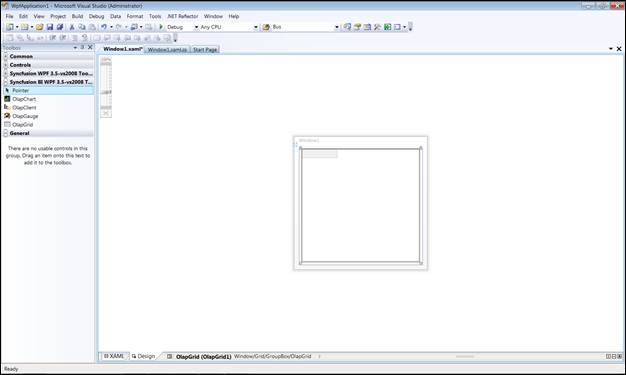 WpfApplication1 - Microsoft Visual Studio (Administrator)
File Edit View Project Build Debug Data Format Tools .NET Reflector Window Help
Debug Any CPU Bus
Toolbox
Window1.xaml* Window1.xaml.cs Start Page
Common
Controls
Syncfusion WPF 3.5-vs2008 Too...
Syncfusion BI WPF 3.5-vs2008 T...
Pointer
OlapChart
OlapClient
OlapGauge
OlapGrid
General
There are no usable controls in this
group. Drag an item onto this text to
add it to the toolbox.
Window1
XAML Design OlapGrid (OlapGrid1) Window/Grid/GroupBox/OlapGrid
Ready